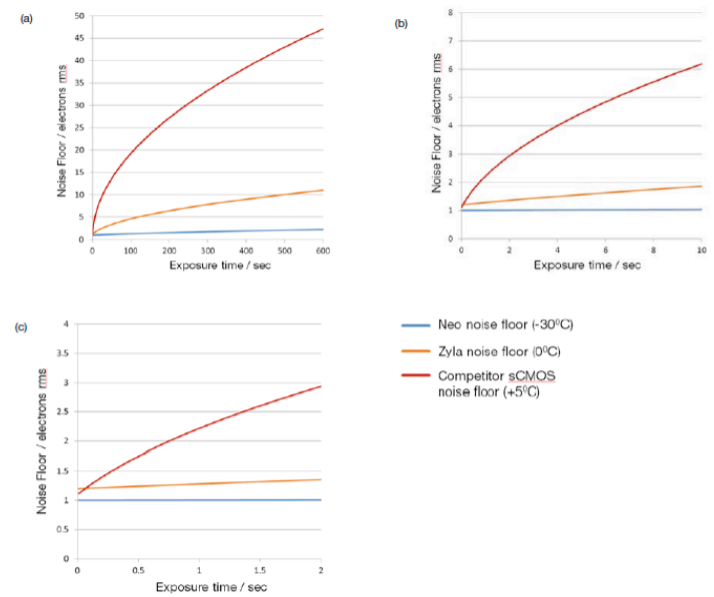 (a)
50
45
40
35
30
25
20
15
10
5
0
Noise Floor / electrons rms
0 100 200 300 400 500 600
Exposure time / sec
(b)
8
7
6
5
4
3
2
1
0
Noise Floor / electrons rms
0 2 4 6 8 10
Exposure time / sec
(c)
4
3.5
3
2.5
2
1.5
1
0.5
0
Noise Floor / electrons rms
0 0.5 1 1.5 2
Exposure time / sec
Neo noise floor (-30ºC)
Zyla noise floor (0ºC)
Competitor sCMOS
noise floor (+5ºC)